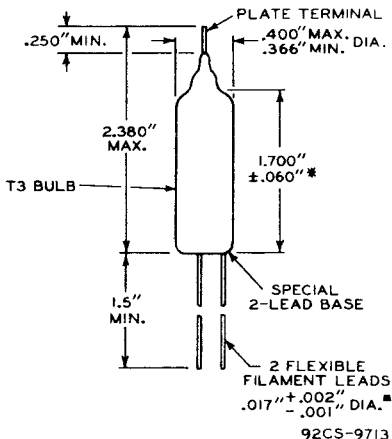 PLATE TERMINAL
.250" MIN.
.400" MAX.
.366" MIN. DIA.
2.380"
MAX.
1.700"
±.060" *
T3 BULB
SPECIAL
2-LEAD BASE
1.5"
MIN.
2 FLEXIBLE
FILAMENT LEADS
.017" +.002" -.001" DIA.■
92CS-9713